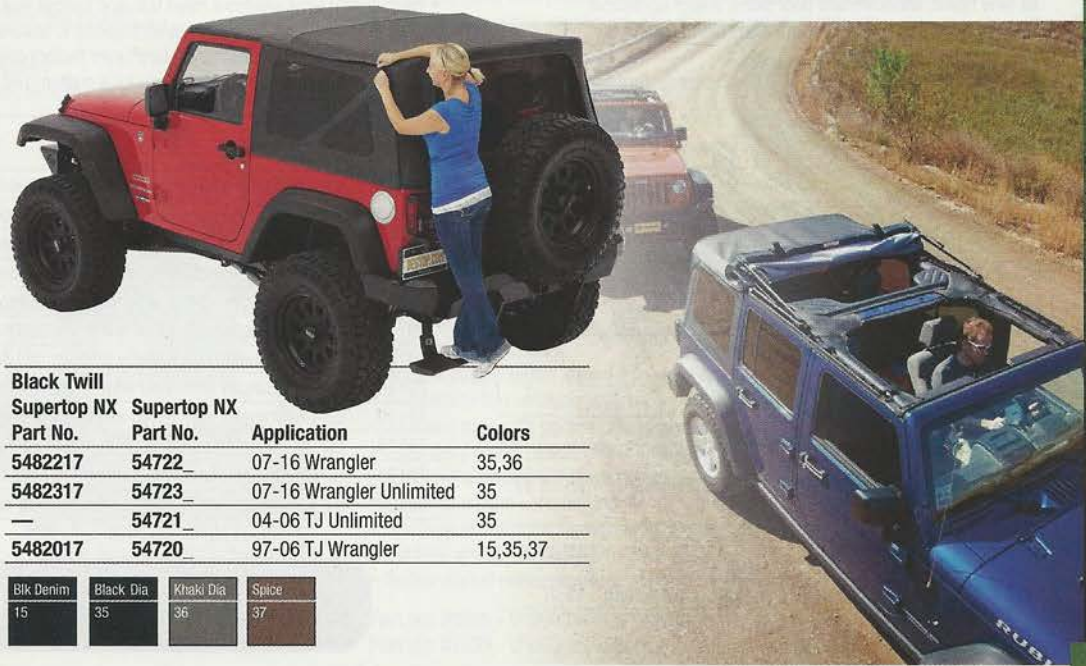 Black Twill
Supertop NX Supertop NX
Part No. Part No. Application Colors
5482217 54722_ 07-16 Wrangler 35,36
5482317 54723_ 07-16 Wrangler Unlimited 35
— 54721_ 04-06 TJ Unlimited 35
5482017 54720_ 97-06 TJ Wrangler 15,35,37
Blk Denim Black Dia Khaki Dia Spice
15 35 36 37